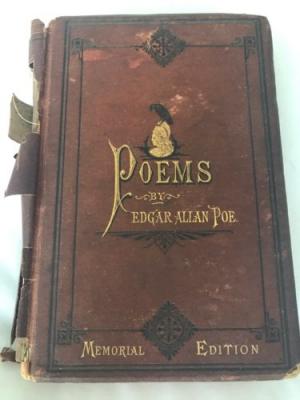 POEMS
BY
EDGAR ALLAN POE.
MEMORIAL EDITION